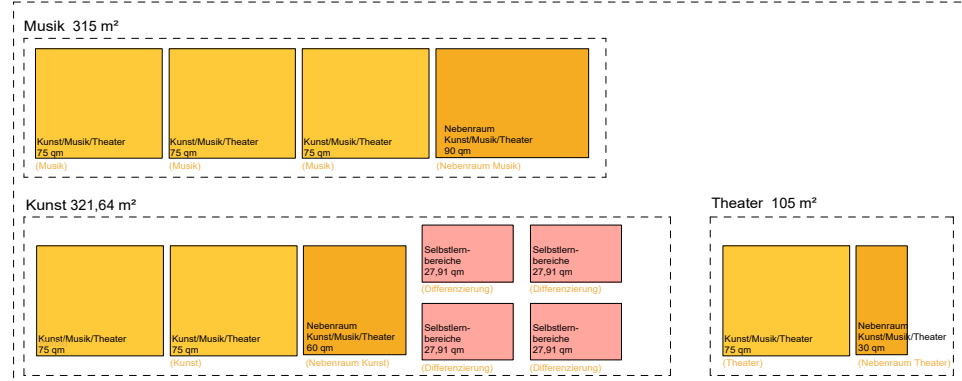 Musik 315 m²
Kunst/Musik/Theater
75 qm
(Musik)
Kunst/Musik/Theater
75 qm
(Musik)
Kunst/Musik/Theater
75 qm
(Musik)
Nebenraum
Kunst/Musik/Theater
90 qm
(Nebenraum Musik)
Kunst 321,64 m²
Kunst/Musik/Theater
75 qm
Kunst/Musik/Theater
75 qm
(Kunst)
Nebenraum
Kunst/Musik/Theater
60 qm
(Nebenraum Kunst)
Selbstlern-
bereiche
27,91 qm
(Differenzierung)
Selbstlern-
bereiche
27,91 qm
(Differenzierung)
Selbstlern-
bereiche
27,91 qm
(Differenzierung)
Selbstlern-
bereiche
27,91 qm
(Differenzierung)
Theater 105 m²
Kunst/Musik/Theater
75 qm
(Theater)
Nebenraum
Kunst/Musik/Theater
30 qm
(Nebenraum Theater)